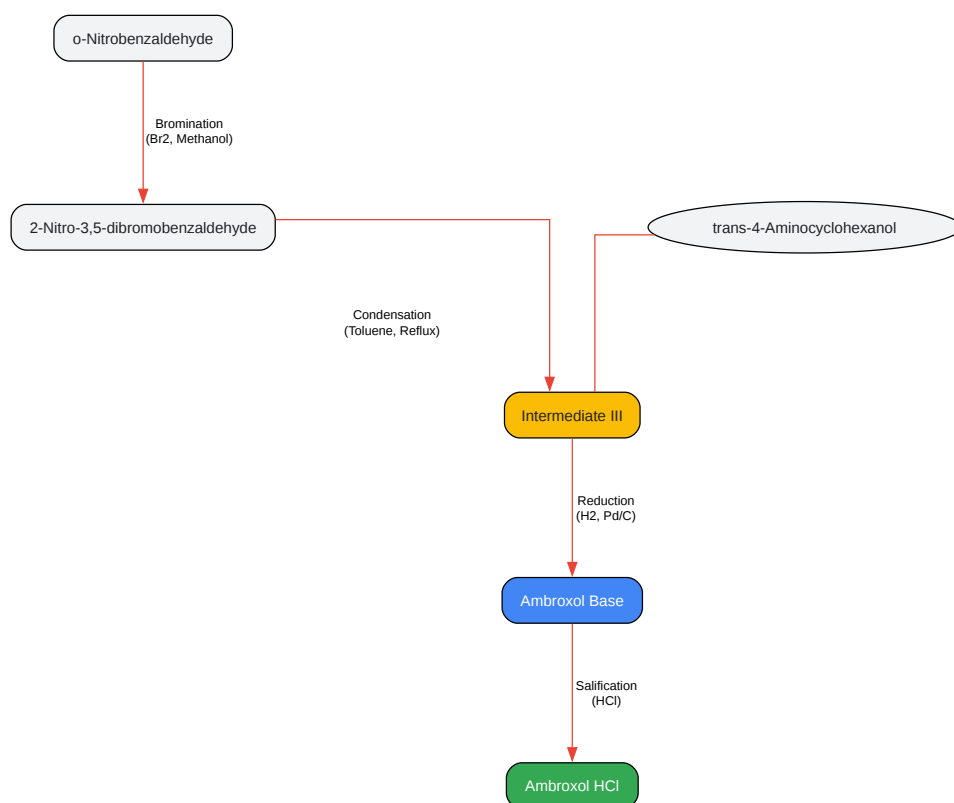 o-Nitrobenzaldehyde
Bromination
(Br2, Methanol)
2-Nitro-3,5-dibromobenzaldehyde
trans-4-Aminocyclohexanol
Condensation
(Toluene, Reflux)
Intermediate III
Reduction
(H2, Pd/C)
Ambroxol Base
Salification
(HCl)
Ambroxol HCl